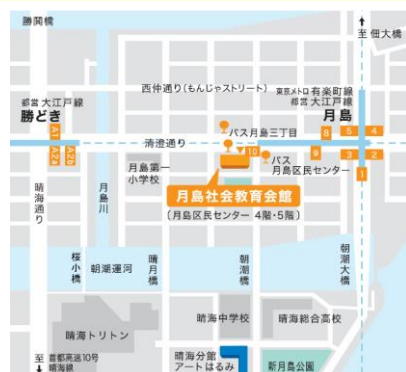 勝鬨橋
至 佃大橋
西仲通り(もんじゃストリート)
東京メトロ 有楽町線
都営 大江戸線
月島
都営 大江戸線
勝どき
バス月島三丁目
清澄通り
A1
A2a
A2b
8
5
4
10
9
3
2
1
バス
月島区民センター
月島第一
小学校
月島社会教育会館
(月島区民センター 4階・5階)
晴海通り
月島川
桜小橋
朝潮運河
晴月橋
朝潮橋
朝潮大橋
晴海中学校
晴海総合高校
晴海トリトン
至 首都高速10号
晴海線
晴海分館
アートはるみ
新月島公園